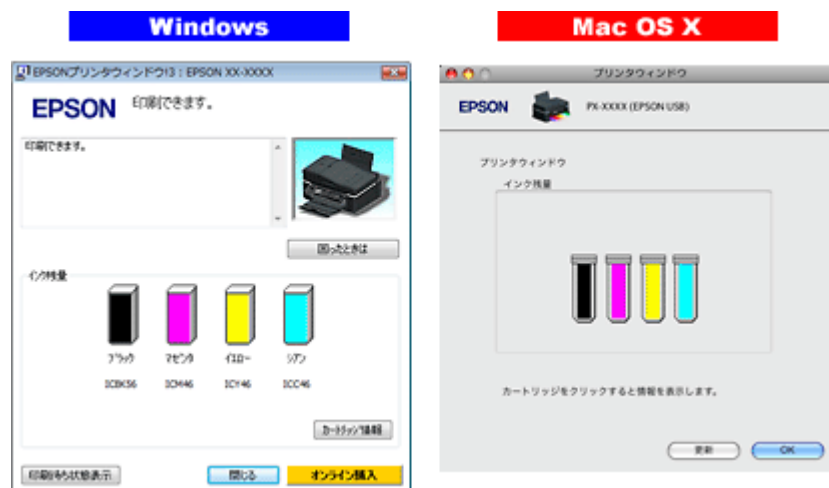 Windows
EPSONプリンタウィンドウ!3 : EPSON XX-XXXX
EPSON
印刷できます。
印刷できます。
困ったときは
インク残量
ブラック マゼンタ イエロー シアン
ICM46 ICY46 ICC46
カートリッジ情報
印刷待ち状態表示
閉じる
オンライン購入
Mac OS X
プリンタウィンドウ
EPSON
PX-XXXX (EPSON USB)
プリンタウィンドウ
インク残量
カートリッジをクリックすると情報を表示します。
更新
OK